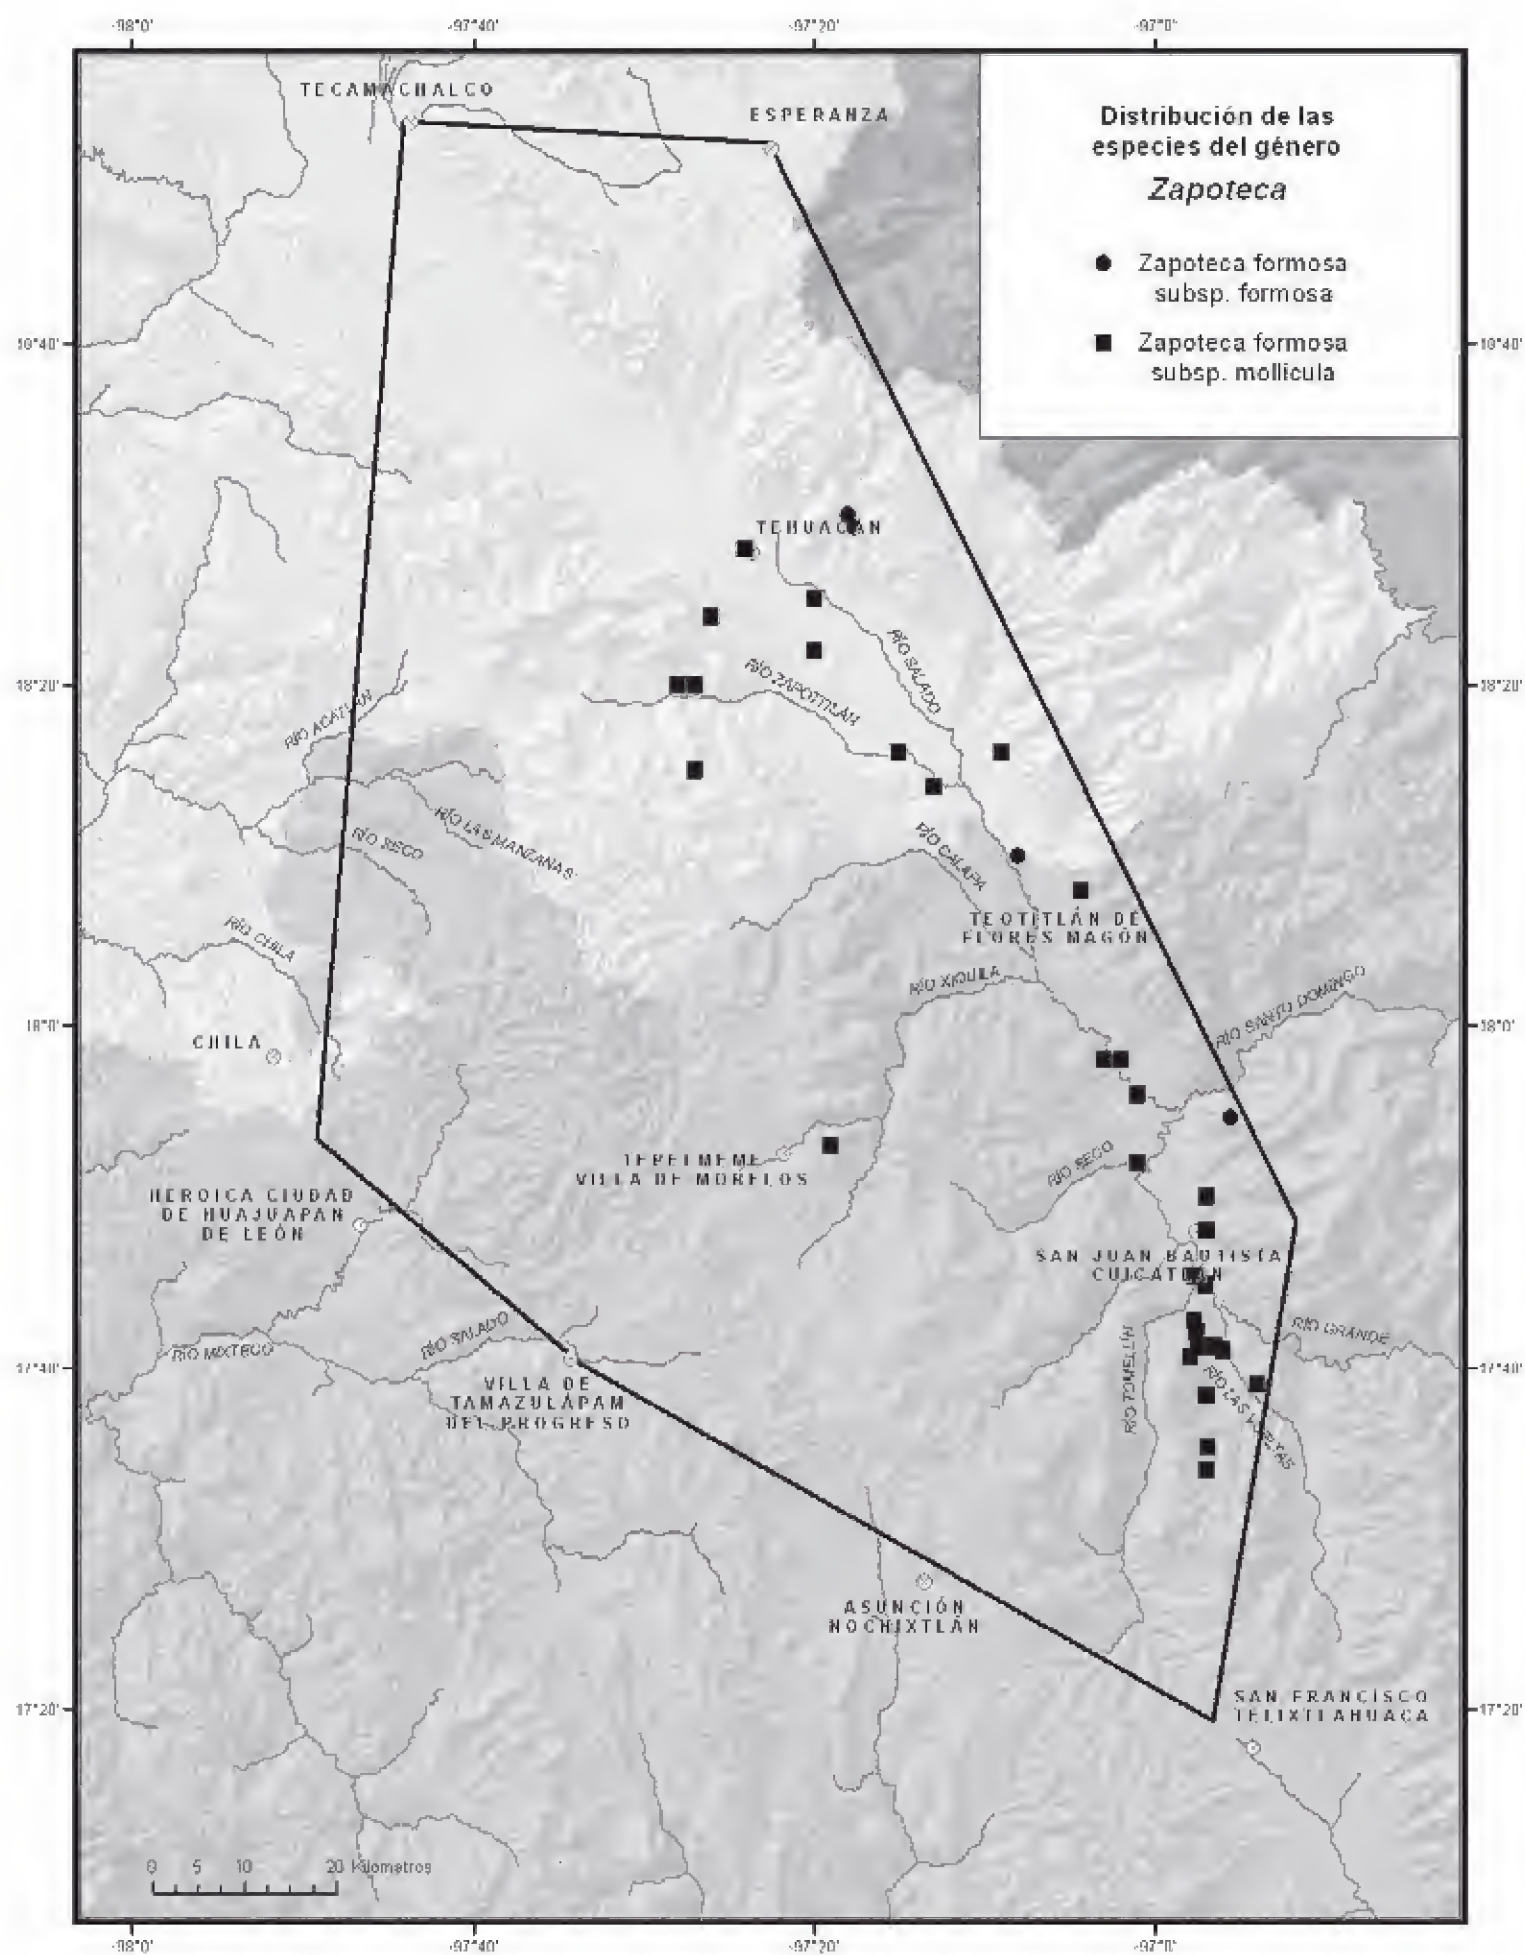 -98°0'
-97°40'
-97°20'
-97°0'
TECAMACHALCO
ESPERANZA
Distribución de las
especies del género
Zapoteca
Zapoteca formosa
subsp. formosa
Zapoteca formosa
subsp. mollicula
18°40'
18°40'
TEHUACÁN
RÍO SALADO
RÍO ZAPOTITLÁN
18°20'
18°20'
RÍO ACATLÁN
RÍO LAS MANZANAS
RÍO SECO
RÍO CALAPA
TEOTITLÁN DE
FLORES MAGÓN
RÍO CHILA
RÍO XIQUILA
RÍO SANTO DOMINGO
18°0'
18°0'
CHILA
TEPELMEME
VILLA DE MORELOS
RÍO SECO
HEROICA CIUDAD
DE HUAJUAPAN
DE LEÓN
SAN JUAN BAUTISTA
CUICATLÁN
RÍO MIXTECO
RÍO SALADO
RÍO TOMELLÍN
RÍO GRANDE
RÍO LAS VUELTAS
17°40'
17°40'
VILLA DE
TAMAZULÁPAM
DEL PROGRESO
ASUNCIÓN
NOCHIXTLÁN
17°20'
17°20'
SAN FRANCISCO
TELIXTLAHUACA
0 5 10 20 Kilometros
-98°0'
-97°40'
-97°20'
-97°0'